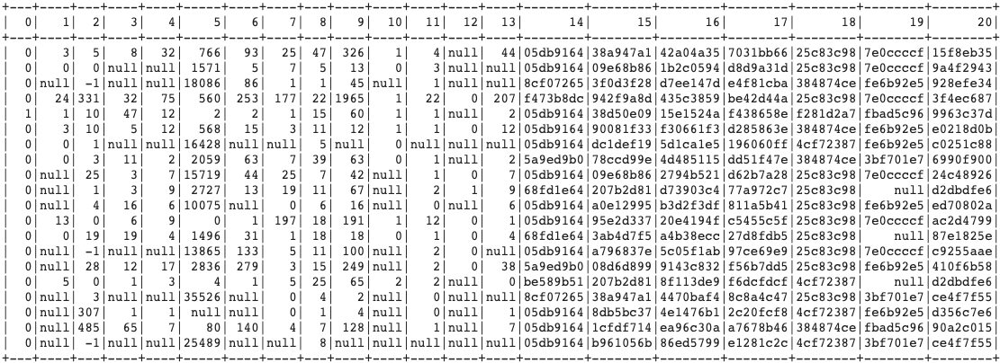 +---+----+---+----+----+-----+----+----+---+----+----+----+----+----+--------+--------+--------+--------+--------+--------+--------+
|  0|   1|  2|   3|   4|    5|   6|   7|  8|   9|  10|  11|  12|  13|      14|      15|      16|      17|      18|      19|      20|
+---+----+---+----+----+-----+----+----+---+----+----+----+----+----+--------+--------+--------+--------+--------+--------+--------+
|  0|   3|  5|   8|  32|  766|  93|  25| 47| 326|   1|   4|null|  44|05db9164|38a947a1|42a04a35|7031bb66|25c83c98|7e0ccccf|15f8eb35|
|  0|   0|  0|null|null| 1571|   5|   7|  5|  13|   0|   3|null|null|05db9164|09e68b86|1b2c0594|d8d9a31d|25c83c98|7e0ccccf|9a4f2943|
|  0|null| -1|null|null|18086|  86|   1|  1|  45|null|   1|null|null|8cf07265|3f0d3f28|d7ee147d|e4f81cba|384874ce|fe6b92e5|928efe34|
|  0|  24|331|  32|  75|  560| 253| 177| 22|1965|   1|  22|   0| 207|f473b8dc|942f9a8d|435c3859|be42d44a|25c83c98|7e0ccccf|3f4ec687|
|  1|   1| 10|  47|  12|    2|   2|   1| 15|  60|   1|   1|null|   2|05db9164|38d50e09|15e1524a|f438658e|f281d2a7|fbad5c96|9963c37d|
|  0|   3| 10|   5|  12|  568|  15|   3| 11|  12|   1|   1|   0|  12|05db9164|90081f33|f30661f3|d285863e|384874ce|fe6b92e5|e0218d0b|
|  0|   0|  1|null|null|16428|null|null|  5|null|   0|null|null|null|05db9164|dc1def19|5d1ca1e5|196060ff|4cf72387|fe6b92e5|c0251c88|
|  0|   0|  3|  11|   2| 2059|  63|   7| 39|  63|   0|   1|null|   2|5a9ed9b0|78ccd99e|4d485115|dd51f47e|384874ce|3bf701e7|6990f900|
|  0|null| 25|   3|   7|15719|  44|  25|  7|  42|null|   1|   0|   7|05db9164|09e68b86|2794b521|d62b7a28|25c83c98|7e0ccccf|24c48926|
|  0|null|  1|   3|   9| 2727|  13|  19| 11|  67|null|   2|   1|   9|68fd1e64|207b2d81|d73903c4|77a972c7|25c83c98|    null|d2dbdfe6|
|  0|null|  4|  16|   6|10075|null|   0|  6|  16|null|   0|null|   6|05db9164|a0e12995|b3d2f3df|811a5b41|25c83c98|fe6b92e5|ed70802a|
|  0|  13|  0|   6|   9|    0|   1| 197| 18| 191|   1|  12|   0|   1|05db9164|95e2d337|20e4194f|c5455c5f|25c83c98|7e0ccccf|ac2d4799|
|  0|   0| 19|  19|   4| 1496|  31|   1| 18|  18|   0|   1|   0|   4|68fd1e64|3ab4d7f5|a4b38ecc|27d8fdb5|25c83c98|    null|87e1825e|
|  0|null| -1|null|null|13865| 133|   5| 11| 100|null|   2|   0|null|05db9164|a796837e|5c05f1ab|97ce69e9|25c83c98|7e0ccccf|c9255aae|
|  0|null| 28|  12|  17| 2836| 279|   3| 15| 249|null|   2|   0|  38|5a9ed9b0|08d6d899|9143c832|f56b7dd5|25c83c98|fe6b92e5|410f6b58|
|  0|   5|  0|   1|   3|    4|   1|   5| 25|  65|   2|   2|null|   0|be589b51|207b2d81|8f113de9|f6dcfdcf|4cf72387|    null|d2dbdfe6|
|  0|null|  3|null|null|35526|null|   0|  4|   2|null|   0|null|null|8cf07265|38a947a1|4470baf4|8c8a4c47|25c83c98|3bf701e7|ce4f7f55|
|  0|null|307|   1|   1| null|null|   0|  1|   4|null|   0|null|   1|05db9164|8db5bc37|4e1476b1|2c20fcf8|4cf72387|fe6b92e5|d356c7e6|
|  0|null|485|  65|   7|   80| 140|   4|  7| 128|null|   1|   0|   7|05db9164|1cfdf714|ea96c30a|a7678b46|384874ce|fbad5c96|90a2c015|
|  0|null| -1|null|null|25489|null|null|  8|null|null|null|null|null|05db9164|b961056b|86ed5799|e1281c2c|4cf72387|3bf701e7|ce4f7f55|
+---+----+---+----+----+-----+----+----+---+----+----+----+----+----+--------+--------+--------+--------+--------+--------+--------+